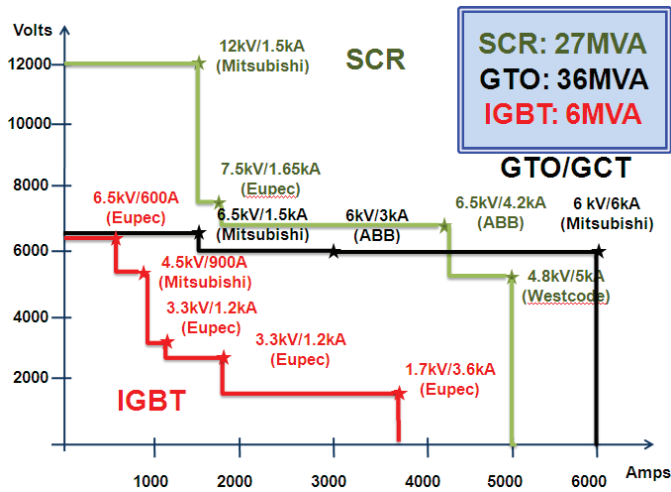 Volts
12kV/1.5kA
(Mitsubishi)
SCR
SCR: 27MVA
GTO: 36MVA
IGBT: 6MVA
12000
10000
GTO/GCT
8000
7.5kV/1.65kA
(Eupec)
6.5kV/600A
(Eupec)
6.5kV/1.5kA
(Mitsubishi)
6kV/3kA
(ABB)
6.5kV/4.2kA
(ABB)
6 kV/6kA
(Mitsubishi)
6000
4.5kV/900A
(Mitsubishi)
4.8kV/5kA
(Westcode)
4000
3.3kV/1.2kA
(Eupec)
3.3kV/1.2kA
(Eupec)
2000
1.7kV/3.6kA
(Eupec)
IGBT
1000
2000
3000
4000
5000
6000
Amps